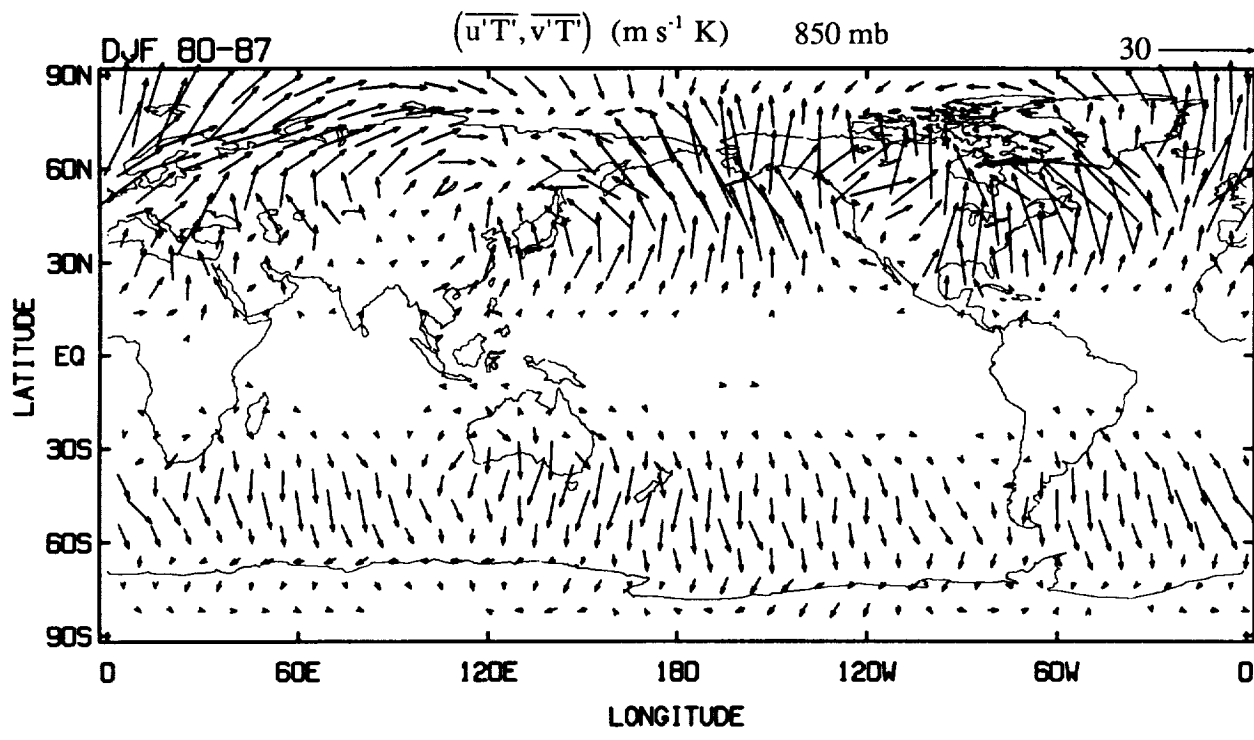 (u'T', v'T') (m s⁻¹ K) 850 mb
DJF 80-87
30
90N
60N
30N
EQ
30S
60S
90S
LATITUDE
0 60E 120E 180 120W 60W 0
LONGITUDE